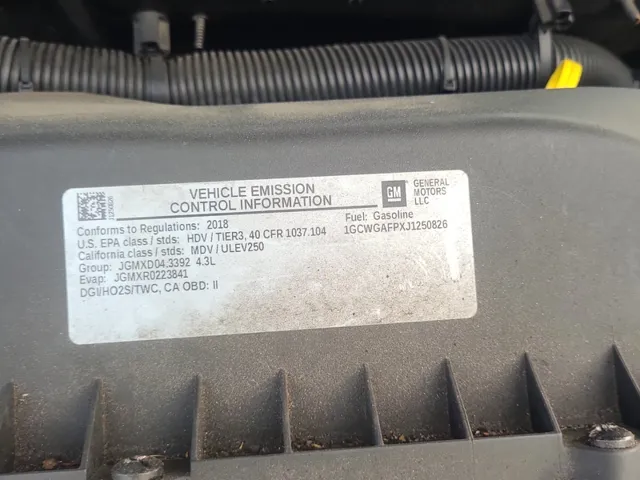 VEHICLE EMISSION
CONTROL INFORMATION
GM
GENERAL
MOTORS
LLC
Conforms to Regulations: 2018
Fuel: Gasoline
U.S. EPA class / stds: HDV / TIER3, 40 CFR 1037.104
1GCWGAFPXJ1250826
California class / stds: MDV / ULEV250
Group: JGMXD04.3392 4.3L
Evap: JGMXR0223841
DGI/HO2S/TWC, CA OBD: II